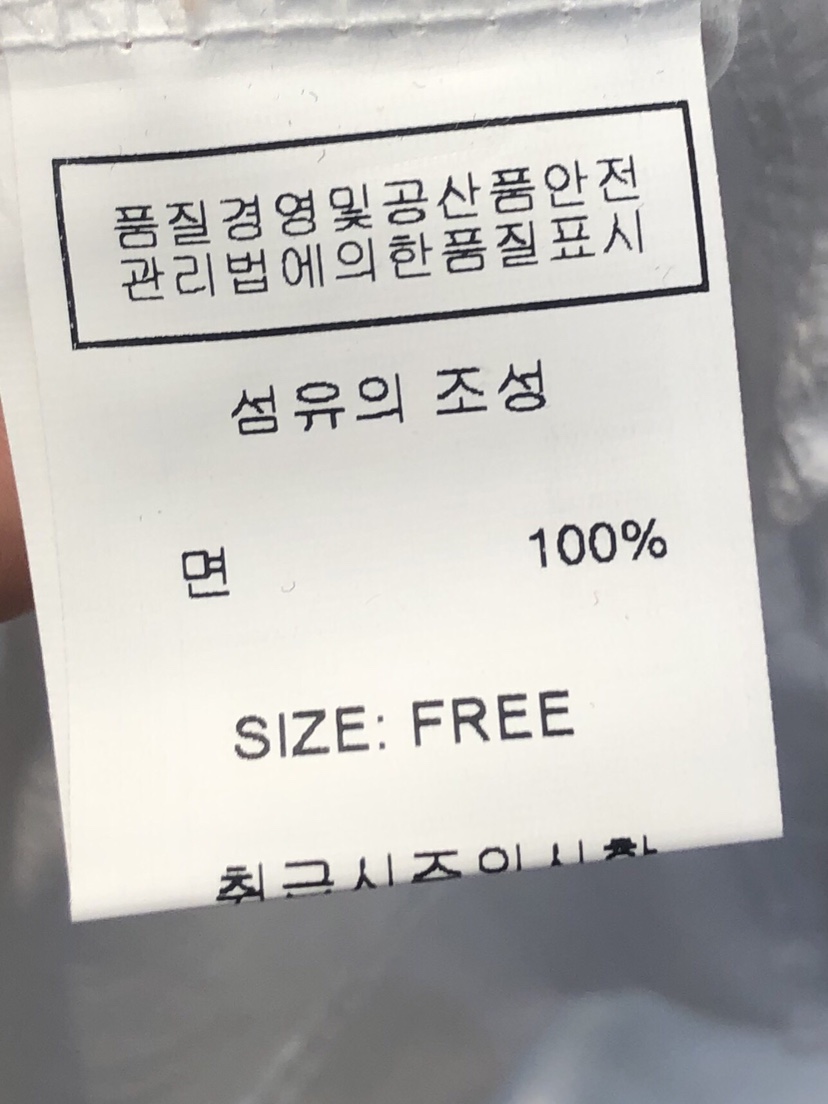 품질경영및공산품안전
관리법에의한품질표시
섬유의 조성
면 100%
SIZE: FREE